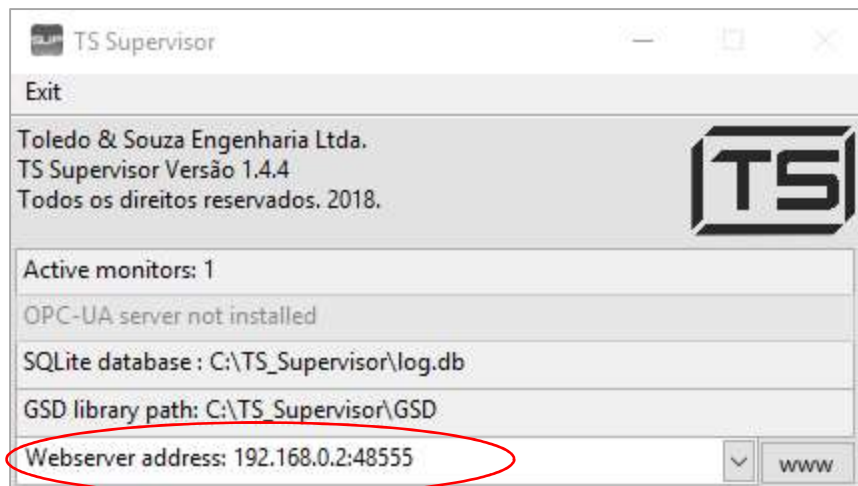 SUP TS Supervisor
Exit
Toledo & Souza Engenharia Ltda.
TS Supervisor Versão 1.4.4
Todos os direitos reservados. 2018.
TS
Active monitors: 1
OPC-UA server not installed
SQLite database : C:\TS_Supervisor\log.db
GSD library path: C:\TS_Supervisor\GSD
Webserver address: 192.168.0.2:48555
www